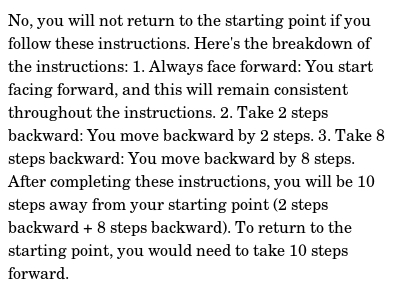 No, you will not return to the starting point if you
follow these instructions. Here's the breakdown of
the instructions: 1. Always face forward: You start
facing forward, and this will remain consistent
throughout the instructions. 2. Take 2 steps
backward: You move backward by 2 steps. 3. Take 8
steps backward: You move backward by 8 steps.
After completing these instructions, you will be 10
steps away from your starting point (2 steps
backward + 8 steps backward). To return to the
starting point, you would need to take 10 steps
forward.